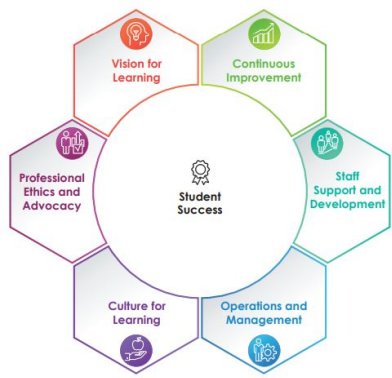 Vision for
Learning
Continuous
Improvement
Professional
Ethics and
Advocacy
Student
Success
Staff
Support and
Development
Culture for
Learning
Operations and
Management